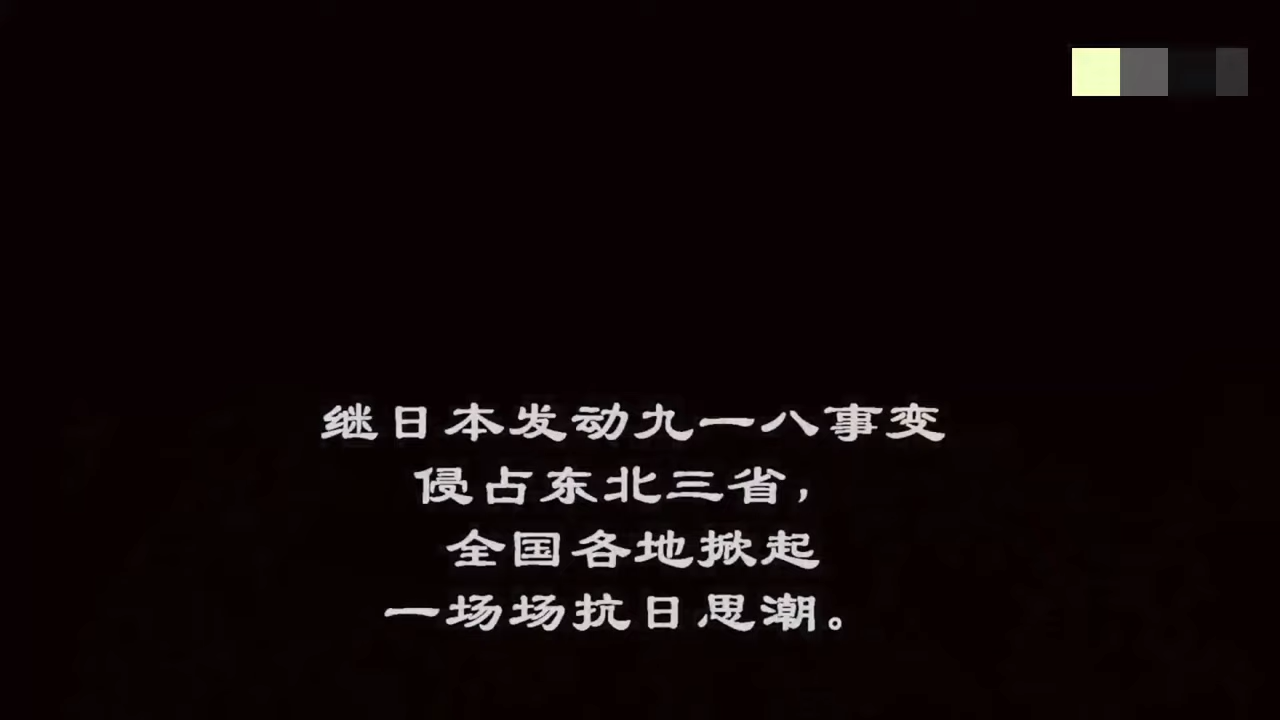 继日本发动九一八事变
侵占东北三省，
全国各地掀起
一场场抗日思潮。